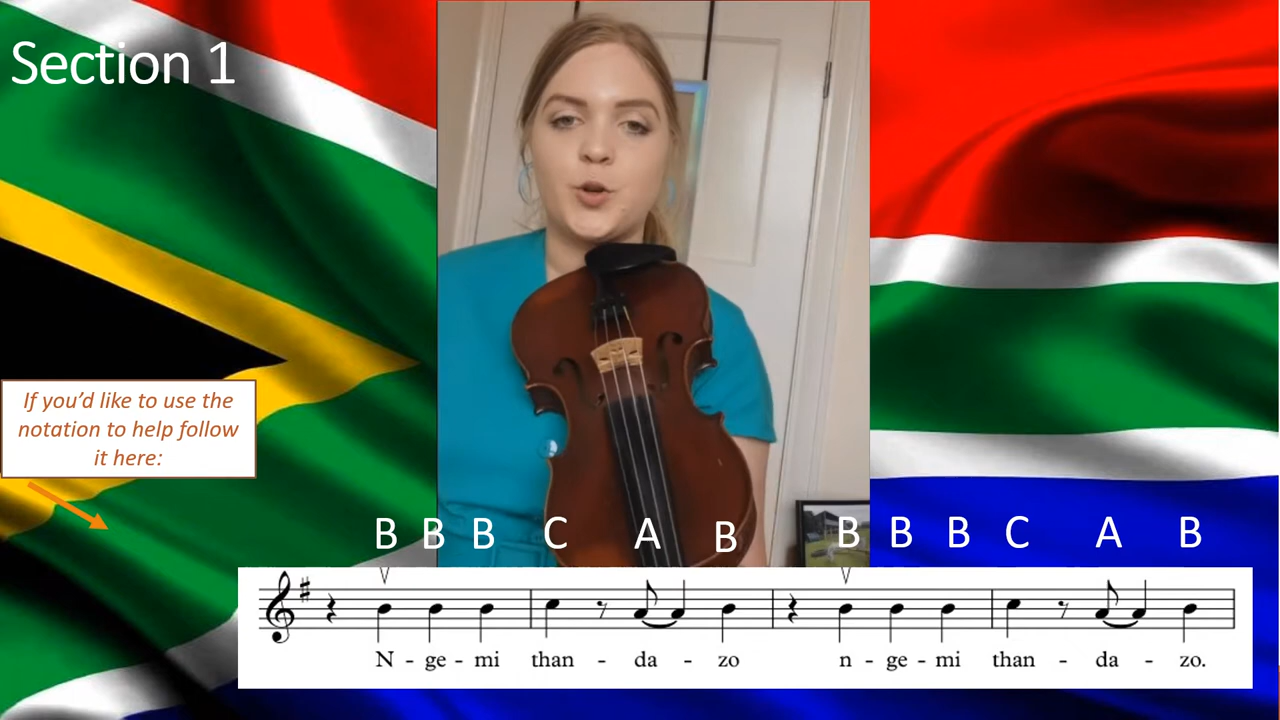 Section 1
If you’d like to use the
notation to help follow
it here:
B B B C A B B B B C A B
N - ge - mi than - da - zo n - ge - mi than - da - zo.